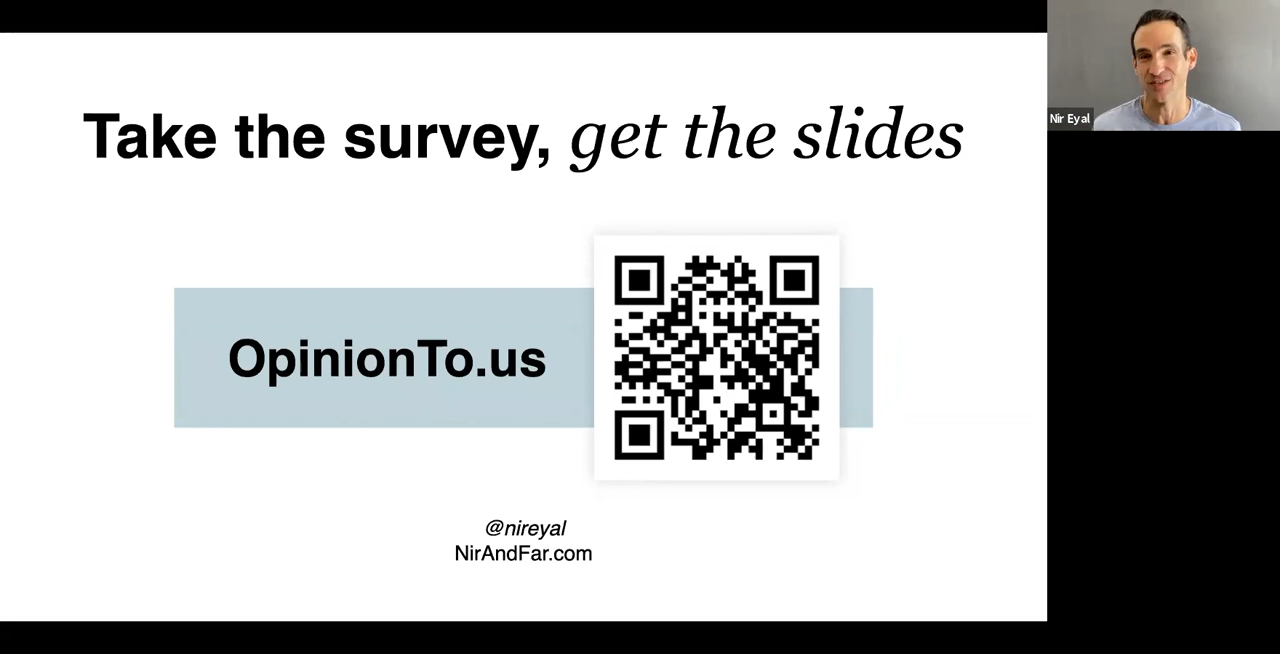 Take the survey, get the slides
OpinionTo.us
@nireyal
NirAndFar.com
Nir Eyal